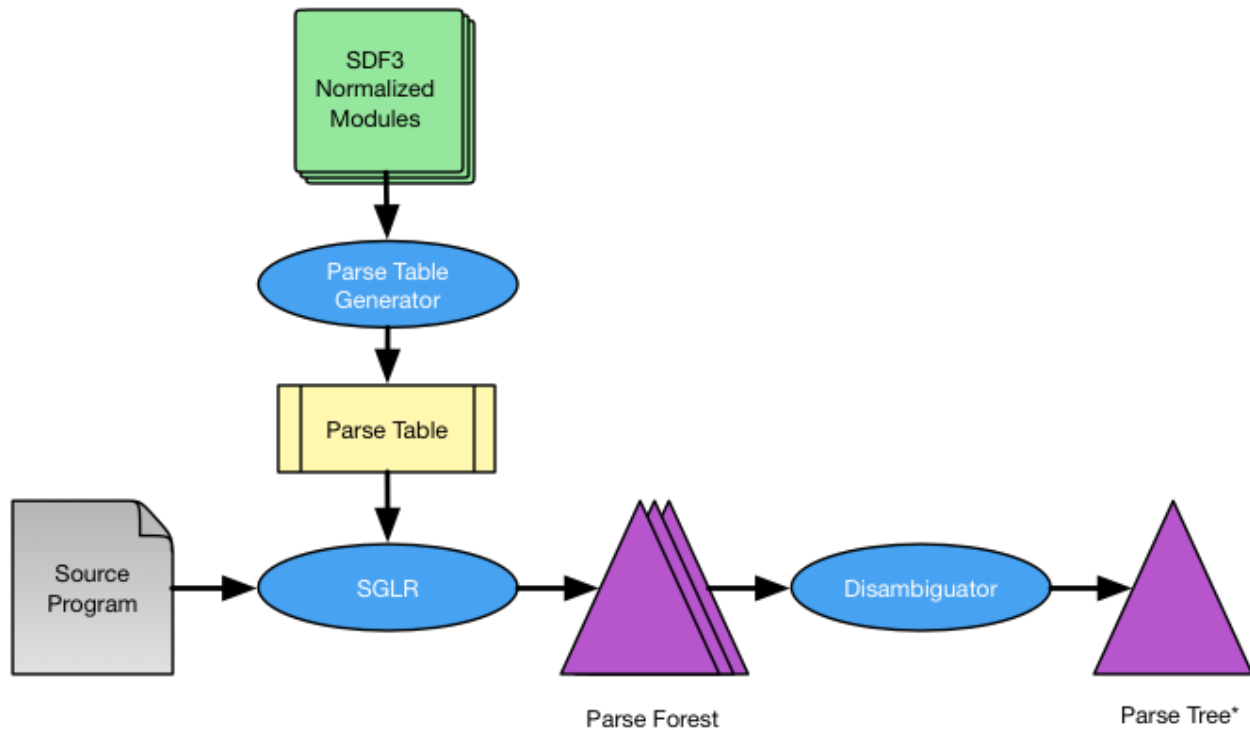 SDF3
Normalized
Modules
Parse Table
Generator
Parse Table
Source
Program
SGLR
Disambiguator
Parse Forest
Parse Tree*